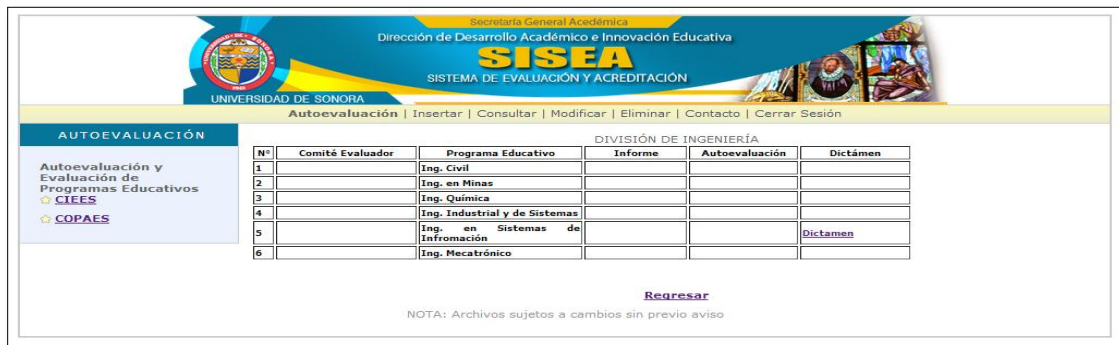 Secretaría General Académica
Dirección de Desarrollo Académico e Innovación Educativa
SISEA
SISTEMA DE EVALUACIÓN Y ACREDITACIÓN
UNIVERSIDAD DE SONORA
Autoevaluación | Insertar | Consultar | Modificar | Eliminar | Contacto | Cerrar Sesión
AUTOEVALUACIÓN
Autoevaluación y
Evaluación de
Programas Educativos
CIEES
COPAES
DIVISIÓN DE INGENIERÍA
Nº Comité Evaluador Programa Educativo Informe Autoevaluación Dictámen
1 Ing. Civil
2 Ing. en Minas
3 Ing. Química
4 Ing. Industrial y de Sistemas
5 Ing. en Sistemas de Dictamen
Infromación
6 Ing. Mecatrónico
Regresar
NOTA: Archivos sujetos a cambios sin previo aviso